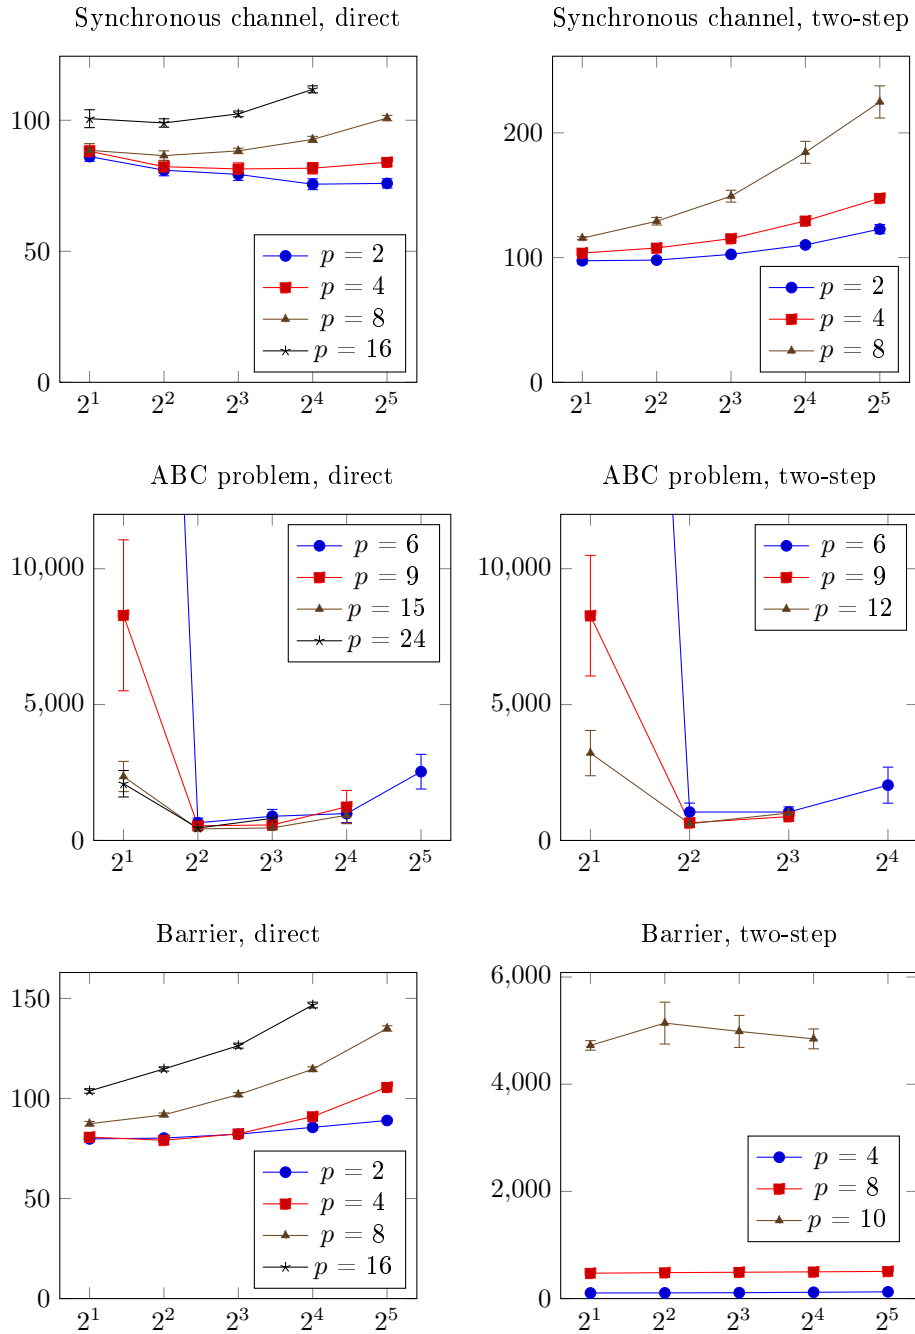 Synchronous channel, direct
100
50
0
2^1 2^2 2^3 2^4 2^5
p = 2
p = 4
p = 8
p = 16
Synchronous channel, two-step
200
100
0
2^1 2^2 2^3 2^4 2^5
p = 2
p = 4
p = 8
ABC problem, direct
10,000
5,000
0
2^1 2^2 2^3 2^4 2^5
p = 6
p = 9
p = 15
p = 24
ABC problem, two-step
10,000
5,000
0
2^1 2^2 2^3 2^4
p = 6
p = 9
p = 12
Barrier, direct
150
100
50
0
2^1 2^2 2^3 2^4 2^5
p = 2
p = 4
p = 8
p = 16
Barrier, two-step
6,000
4,000
2,000
0
2^1 2^2 2^3 2^4 2^5
p = 4
p = 8
p = 10